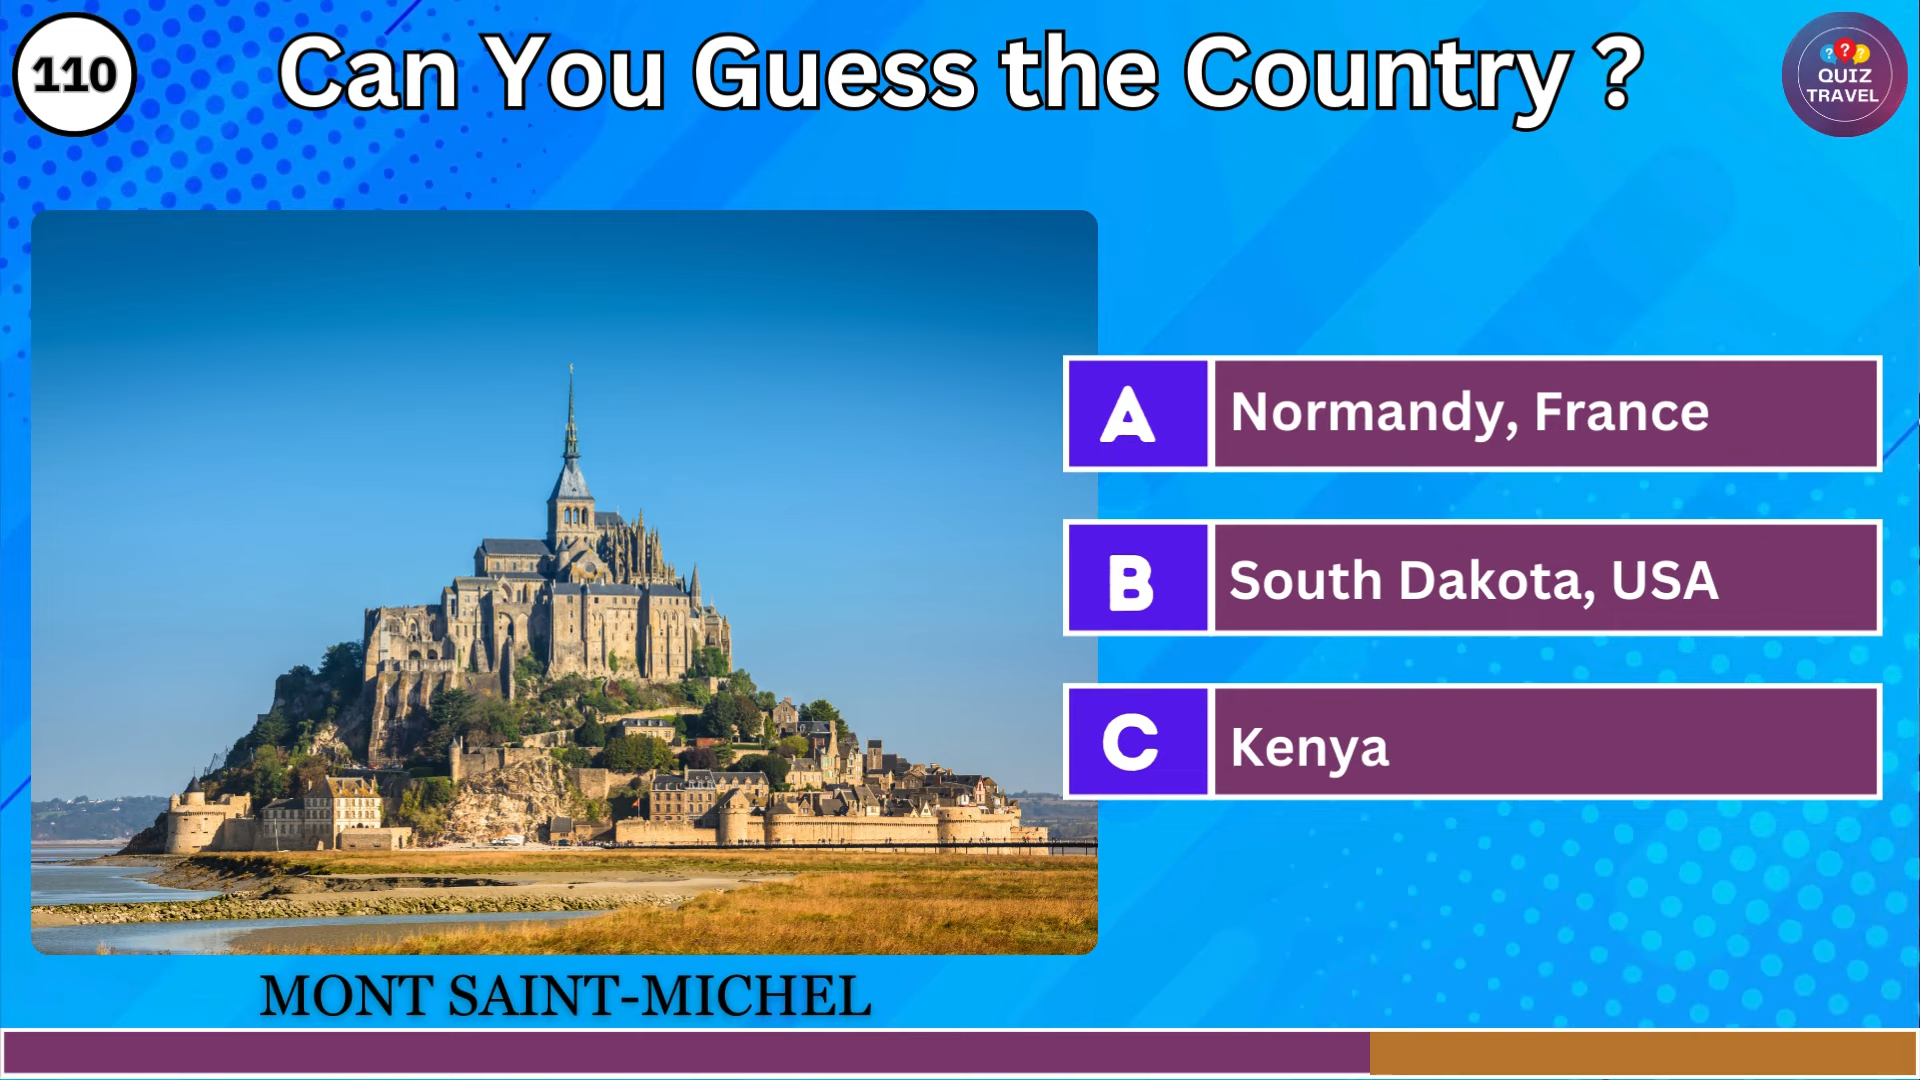 110
Can You Guess the Country ?
? ? ?
QUIZ
TRAVEL
A
Normandy, France
B
South Dakota, USA
C
Kenya
MONT SAINT-MICHEL